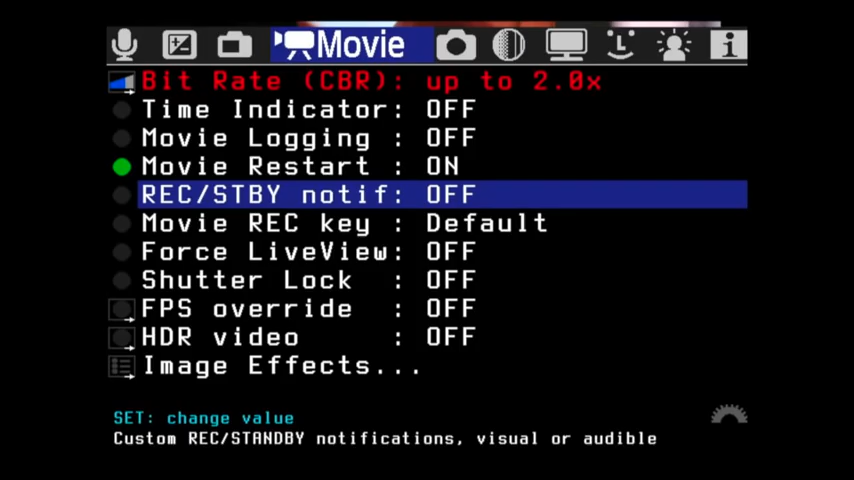 Movie
Bit Rate (CBR): up to 2.0x
Time Indicator: OFF
Movie Logging : OFF
Movie Restart : ON
REC/STBY notif: OFF
Movie REC key : Default
Force LiveView: OFF
Shutter Lock : OFF
FPS override : OFF
HDR video : OFF
Image Effects...
SET: change value
Custom REC/STANDBY notifications, visual or audible